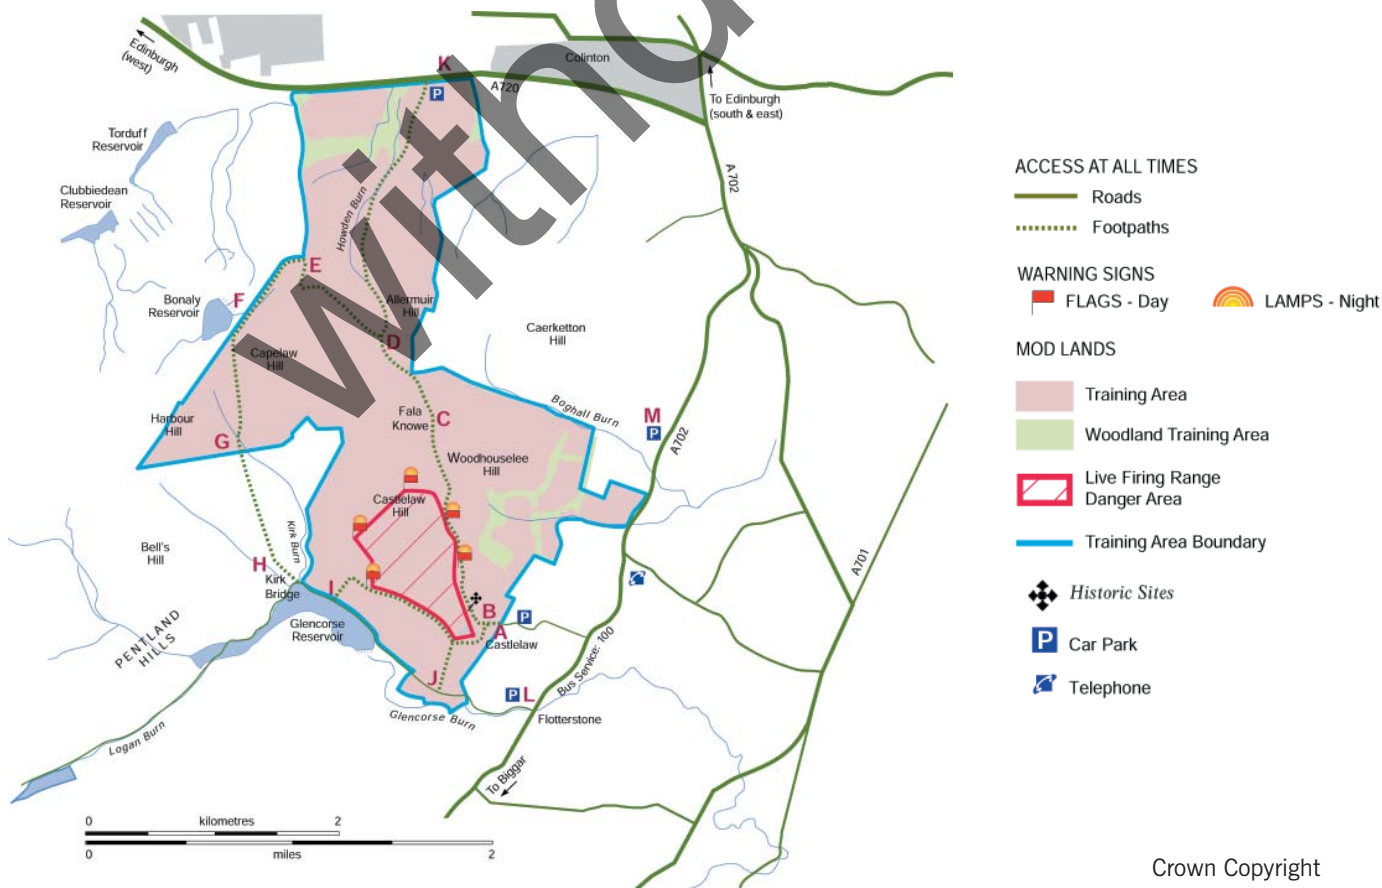 Edinburgh
(west)
K
P
A720
Colinton
To Edinburgh
(south & east)
Torduff
Reservoir
Clubbiedean
Reservoir
A702
Howden Burn
E
F
Bonaly
Reservoir
Allermuir
Hill
D
Caerketton
Hill
Capelaw
Hill
Harbour
Hill
G
Fala
Knowe
C
Boghall Burn
M
P
A702
Woodhouselee
Hill
Castlelaw
Hill
Kirk Burn
Bell's
Hill
H
Kirk
Bridge
I
Glencorse
Reservoir
B
A
P
Castlelaw
A701
PENTLAND
HILLS
J
P L
Bus Service: 100
Flotterstone
Glencorse Burn
Logan Burn
To Biggar
0 kilometres 2
0 miles 2
ACCESS AT ALL TIMES
Roads
Footpaths
WARNING SIGNS
FLAGS - Day
LAMPS - Night
MOD LANDS
Training Area
Woodland Training Area
Live Firing Range
Danger Area
Training Area Boundary
Historic Sites
P Car Park
Telephone
Crown Copyright
withd